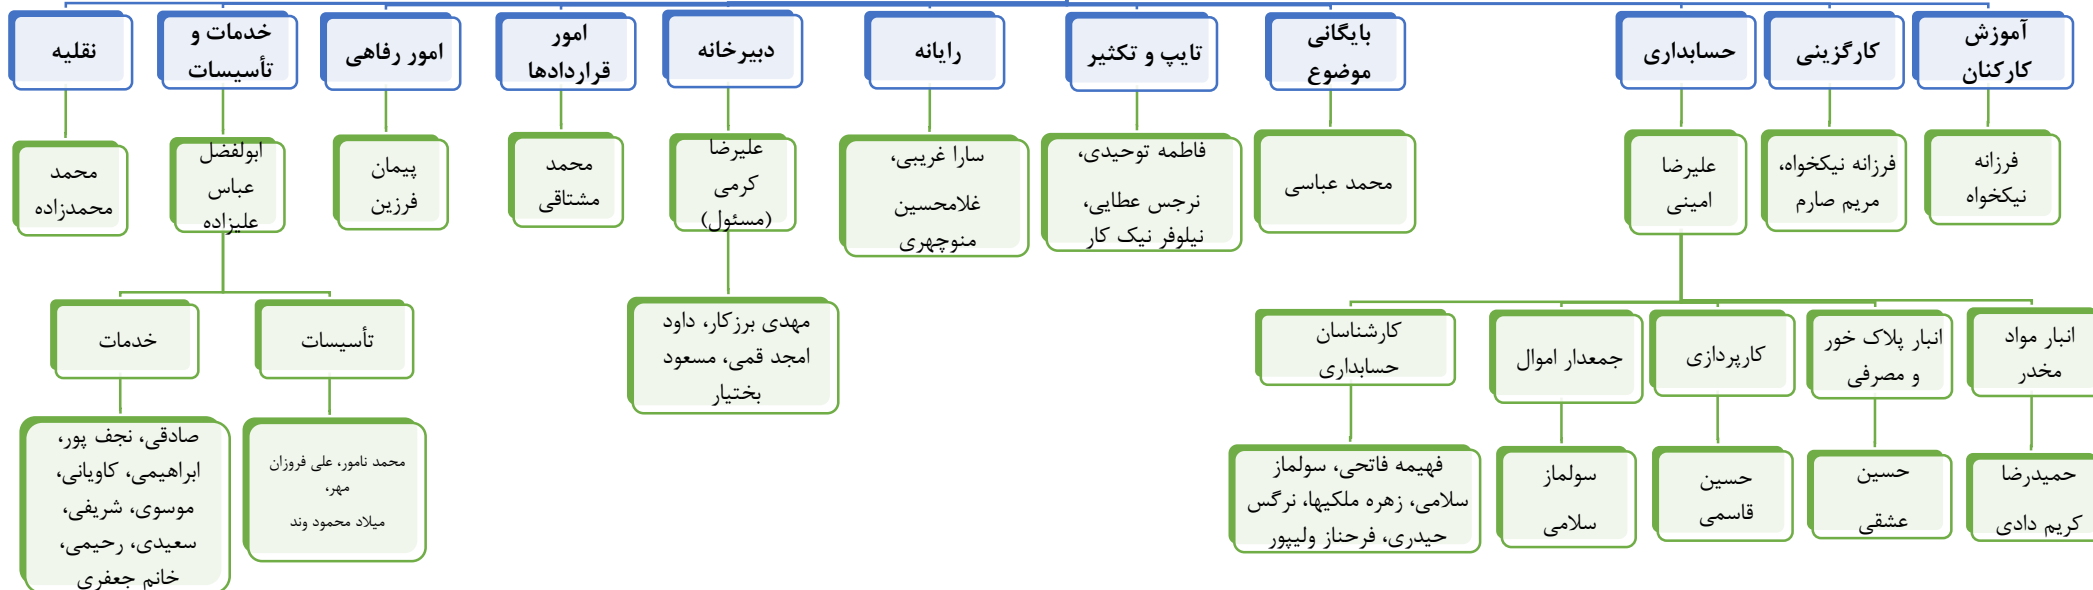 آموزش
کارکنان
کارگزینی
حسابداری
بایگانی
موضوع
تایپ و تکثیر
رایانه
دبیرخانه
امور
قراردادها
امور رفاهی
خدمات و
تأسیسات
نقلیه
فرزانه
نیکخواه
فرزانه نیکخواه،
مریم صارم
علیرضا
امینی
محمد عباسی
فاطمه توحیدی،
نرجس عطایی،
نیلوفر نیک کار
سارا غریبی،
غلامحسین
منوچهری
علیرضا
کرمی
(مسئول)
محمد
مشتاقی
پیمان
فرزین
ابولفضل
عباس
علیزاده
محمد
محمدزاده
انبار مواد
مخدر
انبار پلاک خور
و مصرفی
کارپردازی
جمعدار اموال
کارشناسان
حسابداری
مهدی برزکار، داود
امجد قمی، مسعود
بختیار
تأسیسات
خدمات
حمیدرضا
کریم دادی
حسین
عشقی
حسین
قاسمی
سولماز
سلامی
فهیمه فاتحی، سولماز
سلامی، زهره ملکیها، نرگس
حیدری، فرحناز ولیپور
محمد نامور، علی فروزان
مهر،
میلاد محمود وند
صادقی، نجف پور،
ابراهیمی، کاویانی،
موسوی، شریفی،
سعیدی، رحیمی،
خانم جعفری